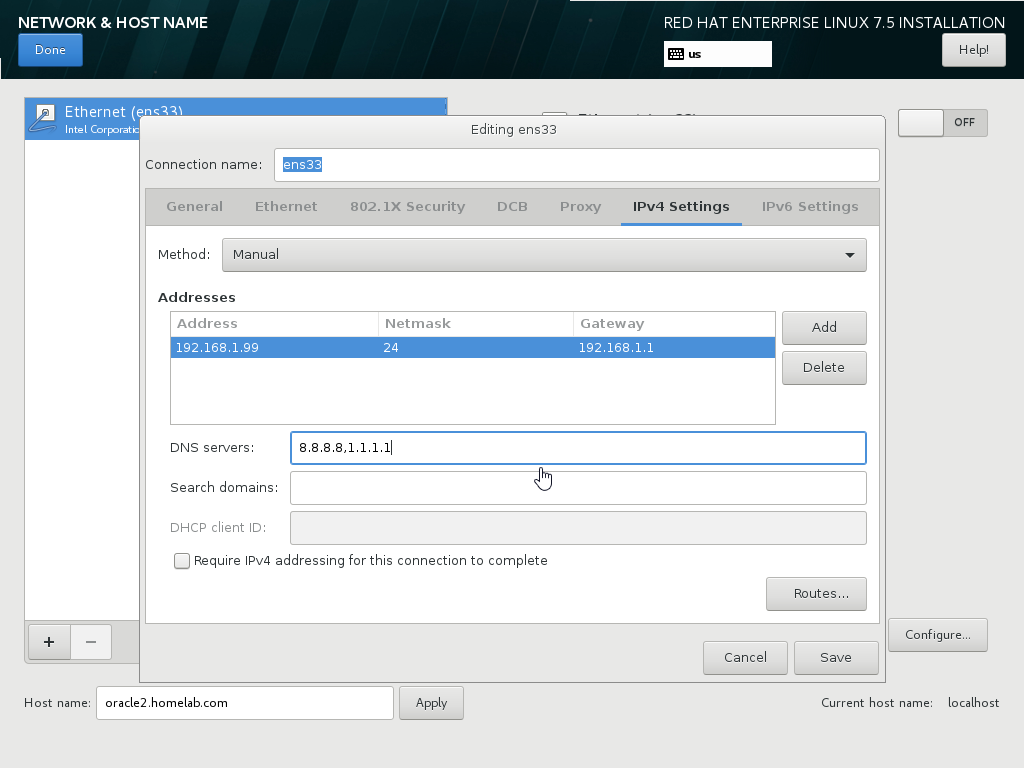 NETWORK & HOST NAME
RED HAT ENTERPRISE LINUX 7.5 INSTALLATION
Done
us
Help!
Ethernet (ens33)
Intel Corporatio
OFF
Editing ens33
Connection name: ens33
General Ethernet 802.1X Security DCB Proxy IPv4 Settings IPv6 Settings
Method: Manual
Addresses
Address Netmask Gateway
Add
192.168.1.99 24 192.168.1.1
Delete
DNS servers: 8.8.8.8,1.1.1.1
Search domains:
DHCP client ID:
Require IPv4 addressing for this connection to complete
Routes...
+ −
Configure...
Cancel Save
Host name: oracle2.homelab.com Apply
Current host name: localhost